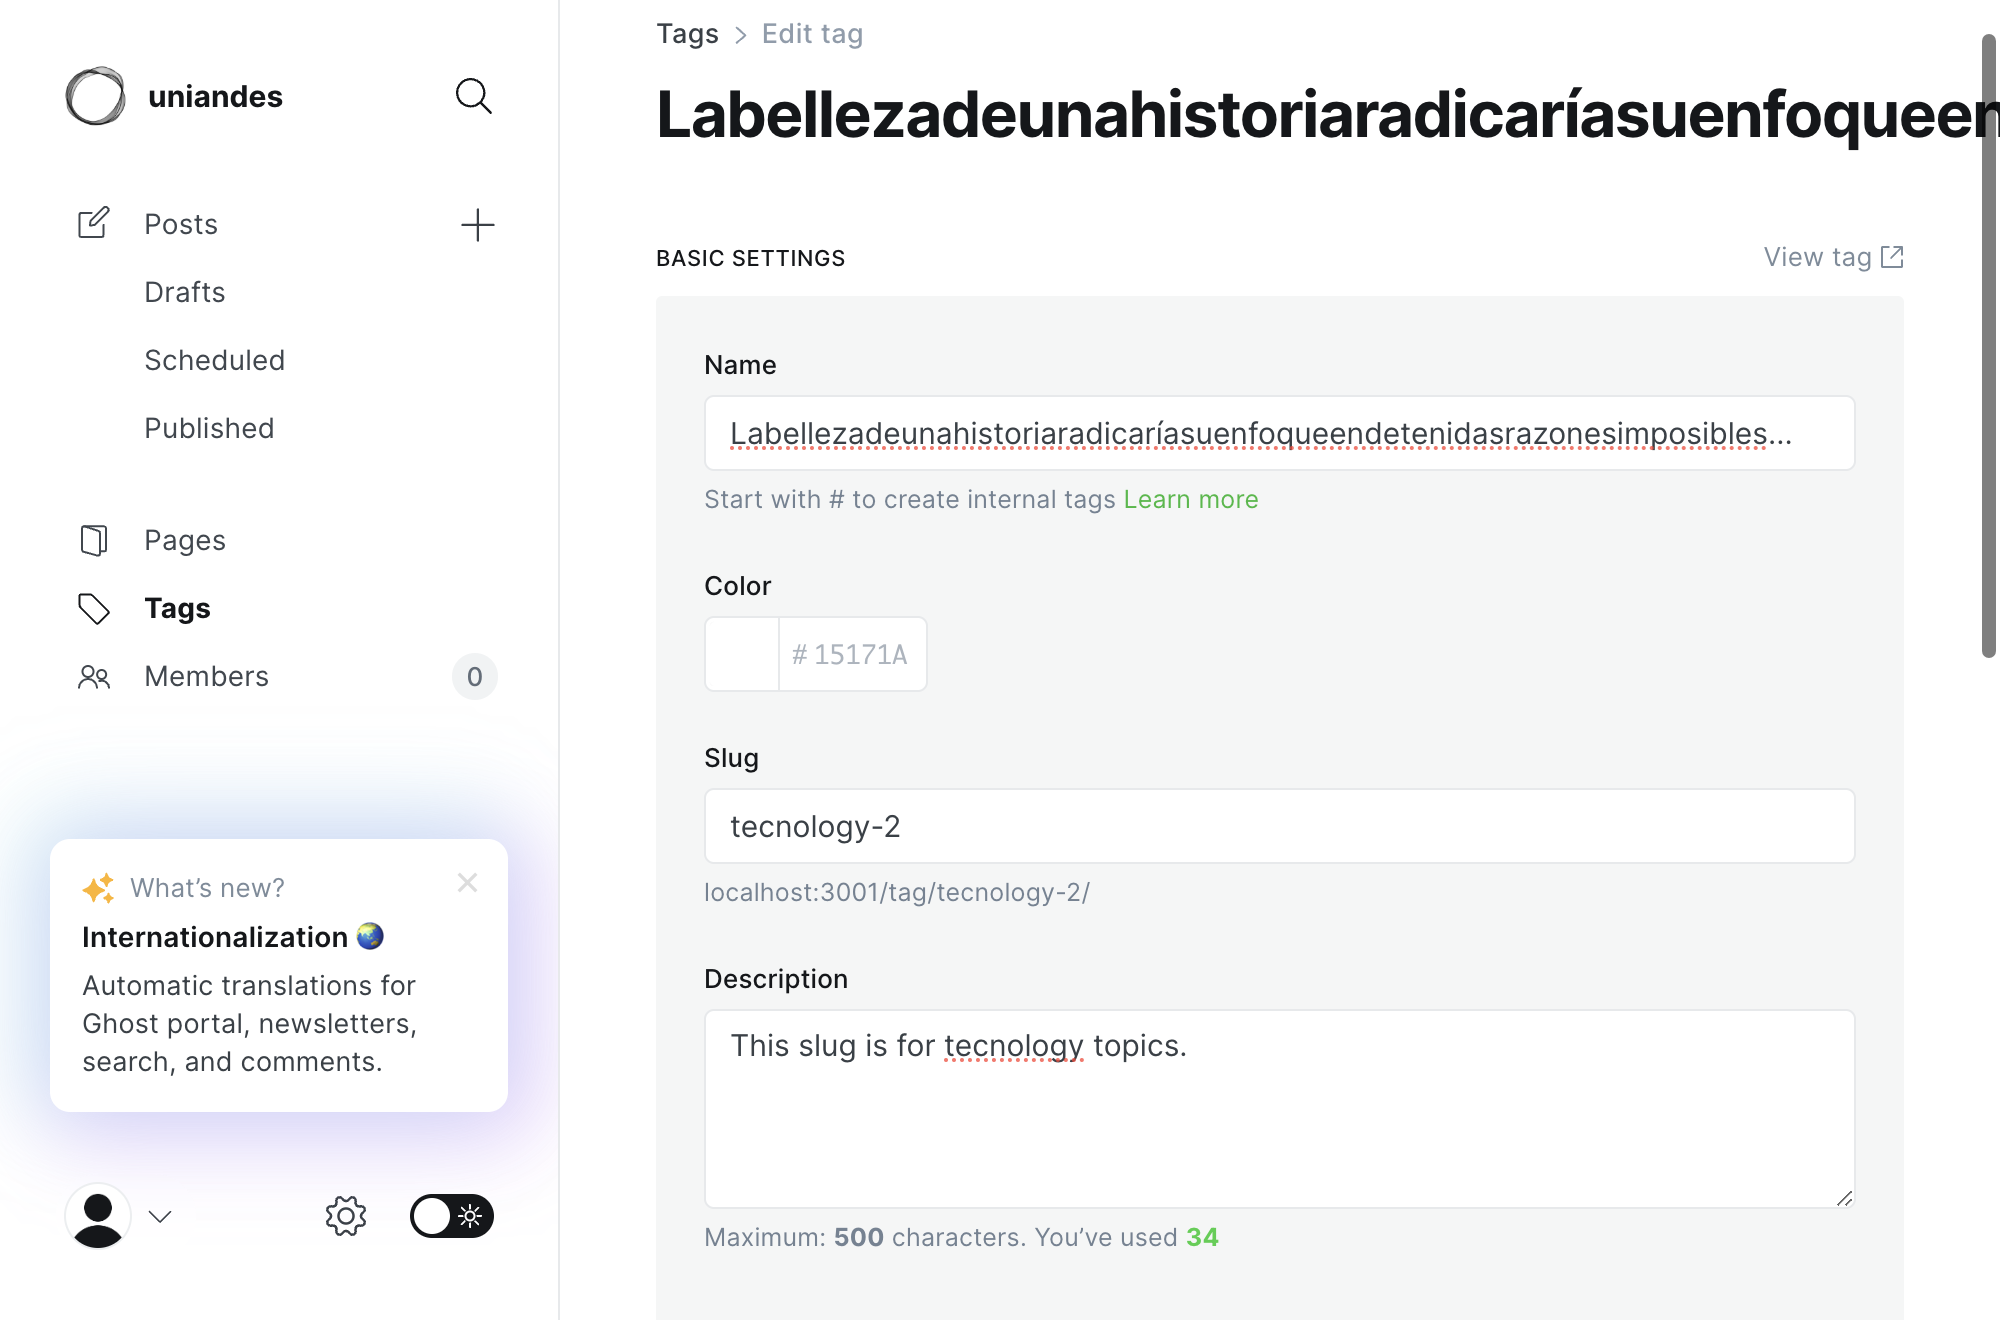 uniandes
Posts
Drafts
Scheduled
Published
Pages
Tags
Members
0
What's new?
Internationalization
Automatic translations for
Ghost portal, newsletters,
search, and comments.
Tags > Edit tag
Labellezadeunahistoriaradicaríasuenfoqueen
BASIC SETTINGS
View tag
Name
Labellezadeunahistoriaradicaríasuenfoqueendetenidasrazonesimposibles...
Start with # to create internal tags Learn more
Color
# 15171A
Slug
tecnology-2
localhost:3001/tag/tecnology-2/
Description
This slug is for tecnology topics.
Maximum: 500 characters. You've used 34